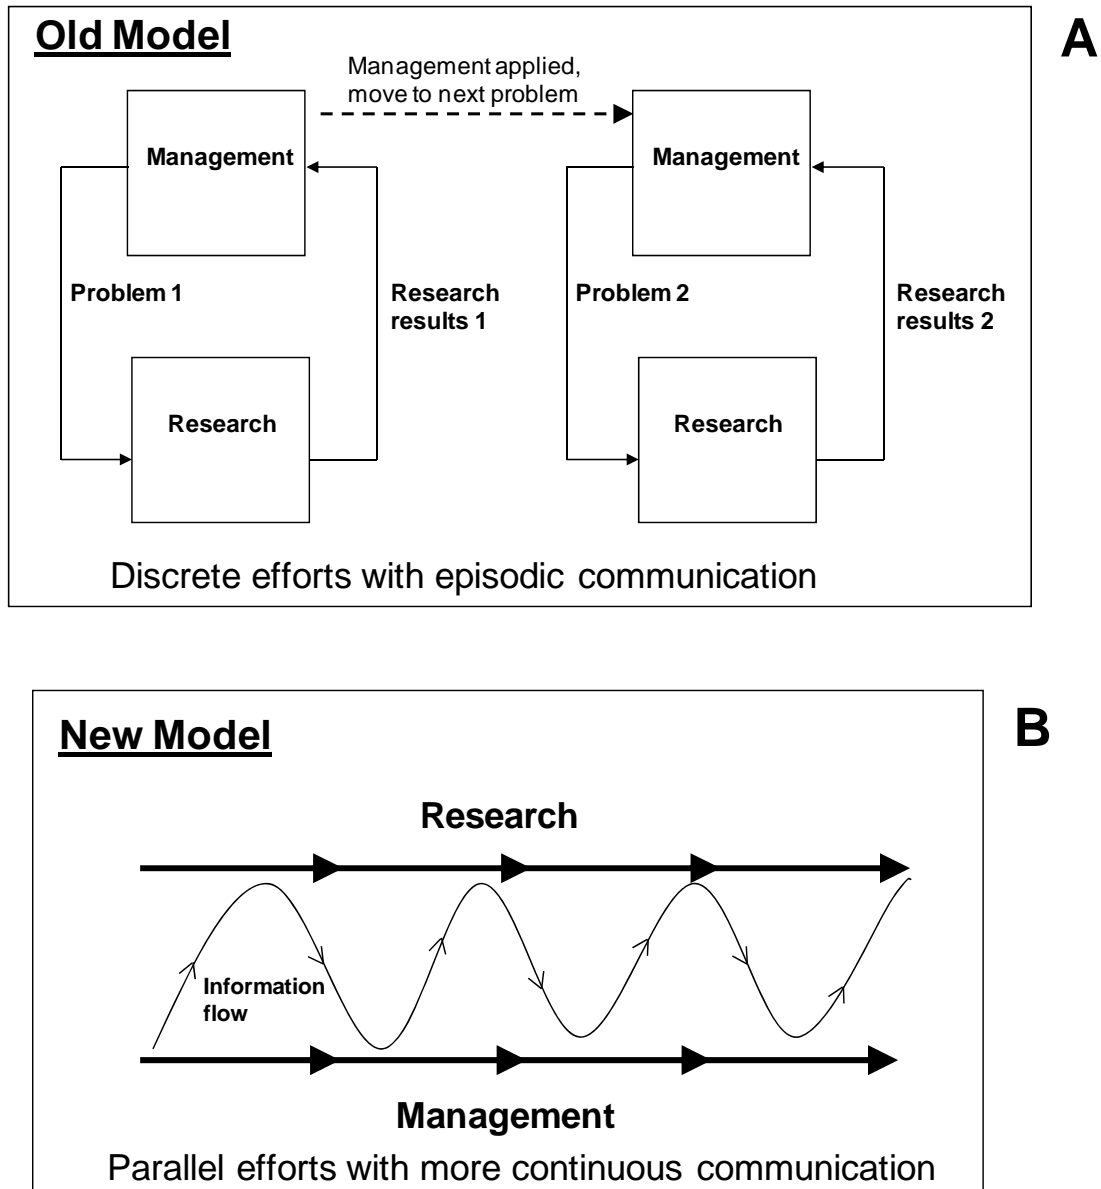 Old Model
A
Management applied,
move to next problem
Management
Management
Problem 1
Research
results 1
Problem 2
Research
results 2
Research
Research
Discrete efforts with episodic communication
New Model
B
Research
Information
flow
Management
Parallel efforts with more continuous communication